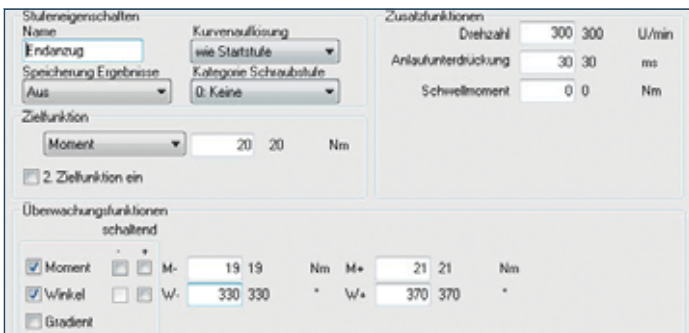 Stufeneigenschaften
Name
Kurvenauflösung
Endanzug
wie Startstufe
Speicherung Ergebnisse
Kategorie Schraubstufe
Aus
0: Keine
Zielfunktion
Moment 20 20 Nm
2. Zielfunktion ein
Zusatzfunktionen
Drehzahl 300 300 U/min
Anlaufunterdrückung 30 30 ms
Schwellmoment 0 0 Nm
Überwachungsfunktionen
schaltend
- +
Moment M- 19 19 Nm M+ 21 21 Nm
Winkel W- 330 330 ° W+ 370 370 °
Gradient